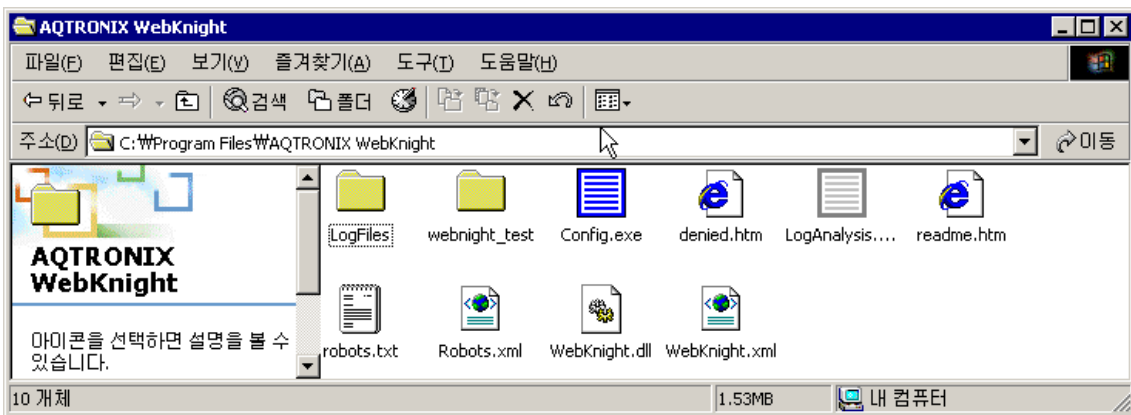 AQTRONIX WebKnight
파일(F) 편집(E) 보기(V) 즐겨찾기(A) 도구(T) 도움말(H)
뒤로 검색 폴더
주소(D) C:₩Program Files₩AQTRONIX WebKnight 이동
AQTRONIX
WebKnight
아이콘을 선택하면 설명을 볼 수
있습니다.
LogFiles webnight_test Config.exe denied.htm LogAnalysis.... readme.htm
robots.txt Robots.xml WebKnight.dll WebKnight.xml
10 개체 1.53MB 내 컴퓨터